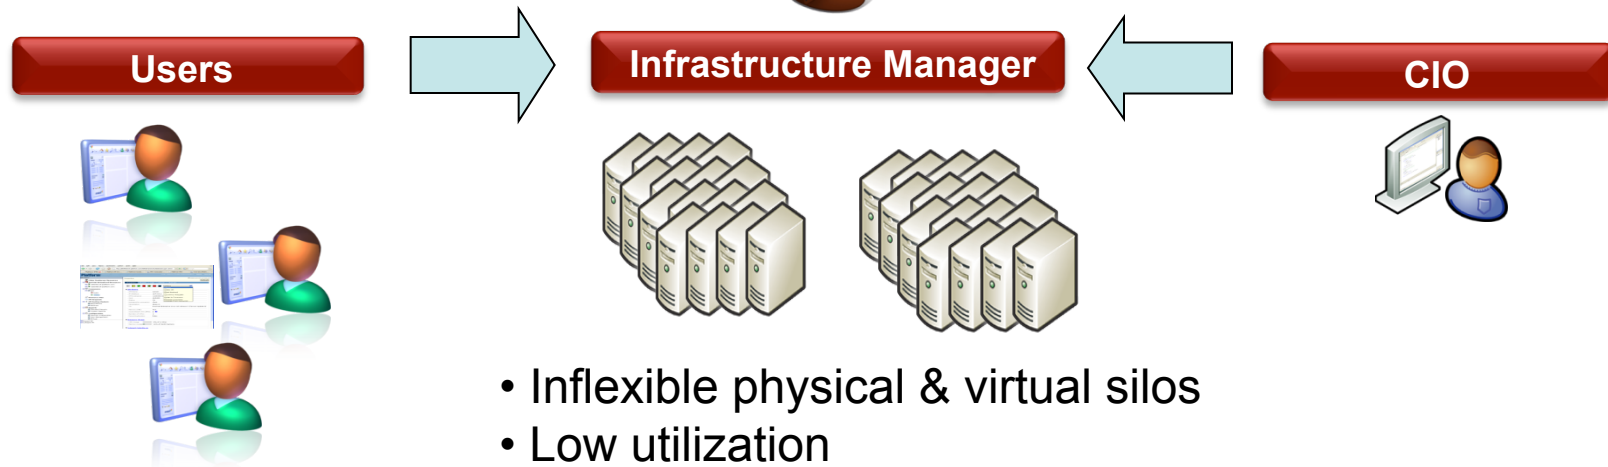 Users
Infrastructure Manager
CIO
• Inflexible physical & virtual silos
• Low utilization